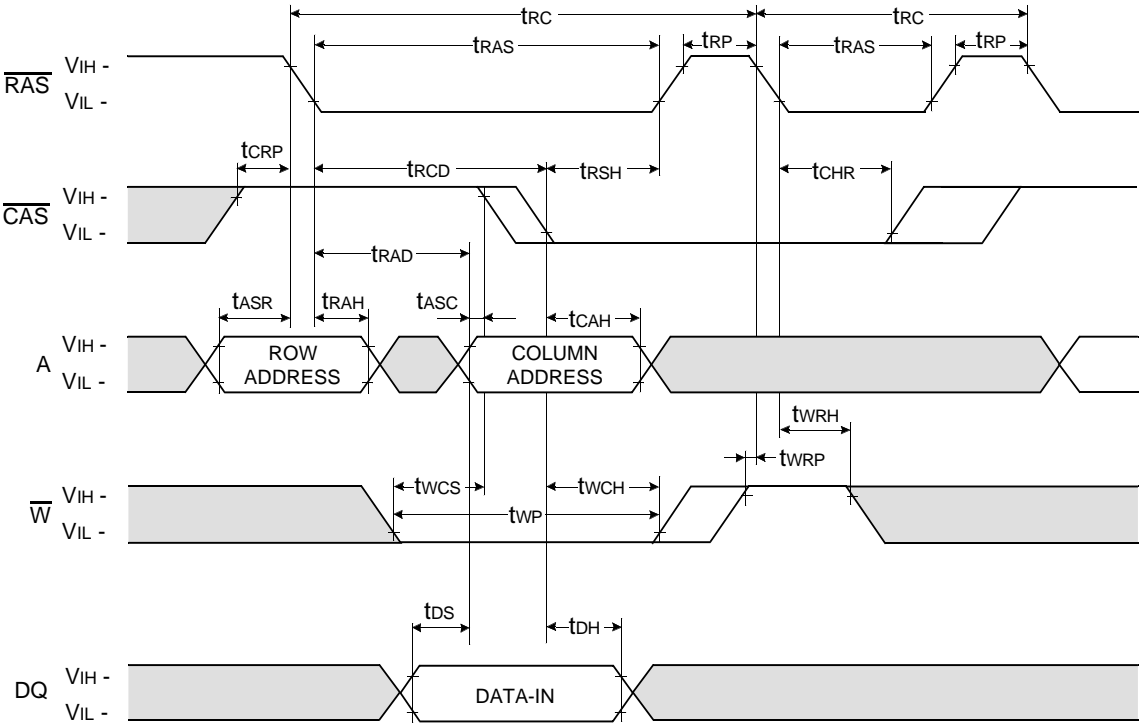 tRC tRC
tRAS tRP tRAS tRP
RAS VIH -
VIL -
tCRP tRCD tRSH tCHR
CAS VIH -
VIL -
tRAD
tASR tRAH tASC tCAH
A VIH -
VIL -
ROW ADDRESS
COLUMN ADDRESS
tWRH
tWRP
tWCS tWCH
W VIH -
VIL -
tWP
tDS tDH
DQ VIH -
VIL -
DATA-IN